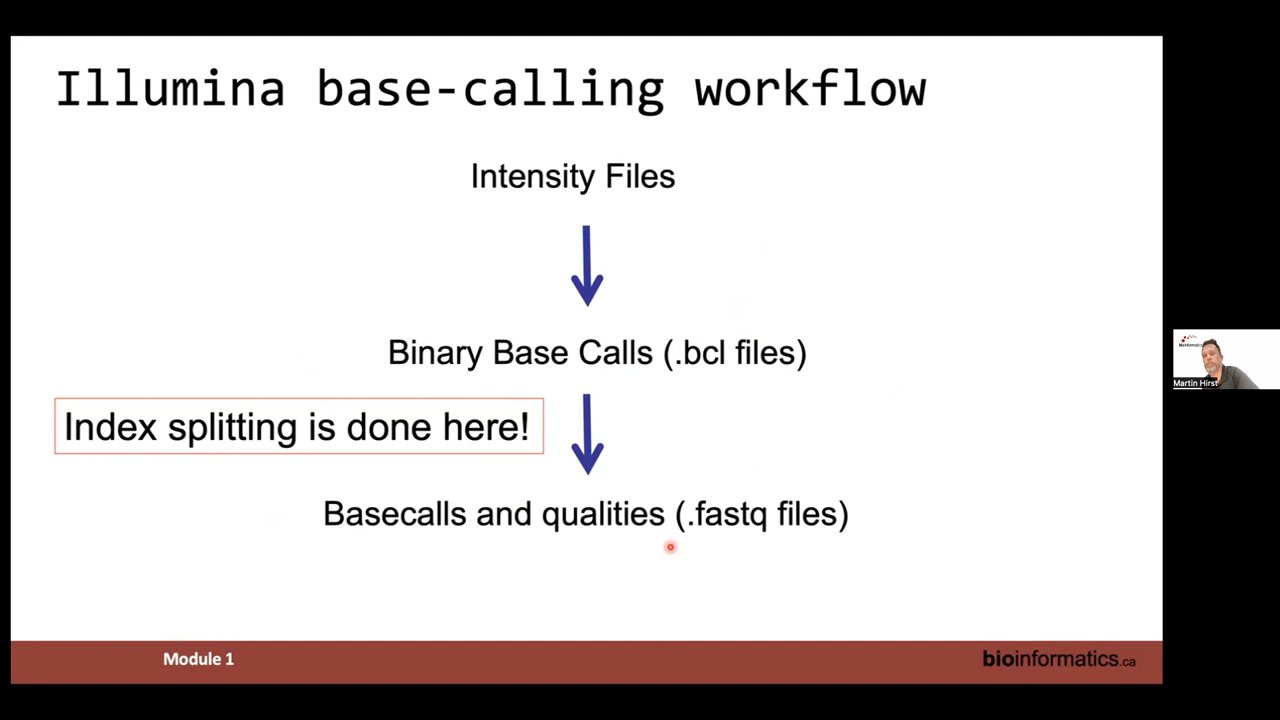 Illumina base-calling workflow
Intensity Files
Binary Base Calls (.bcl files)
Index splitting is done here!
Basecalls and qualities (.fastq files)
Module 1
bioinformatics.ca
Martin Hirst